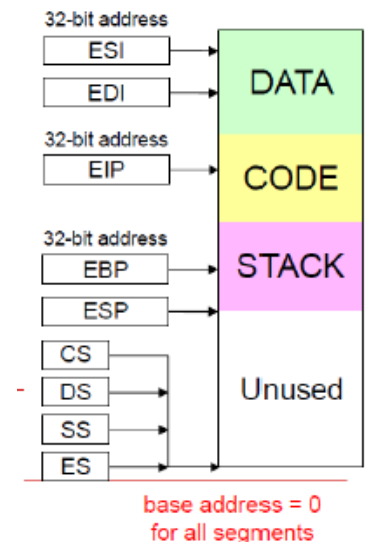 32-bit address
ESI
EDI
DATA
32-bit address
EIP
CODE
32-bit address
EBP
STACK
ESP
CS
DS
Unused
SS
ES
base address = 0
for all segments